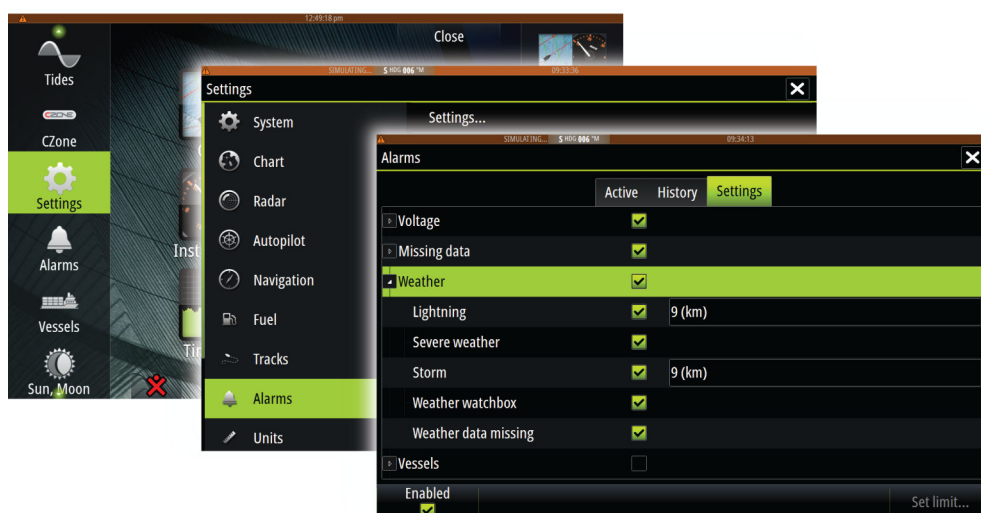 12:49:18 pm
Tides
CZONE
CZone
Settings
Alarms
Vessels
Sun, Moon
Close
Inst
Tir
SIMULATING... S HDG 006 °M 09:33:36
Settings
System
Chart
Radar
Autopilot
Navigation
Fuel
Tracks
Alarms
Units
Settings...
SIMULATING... S HDG 006 °M 09:34:13
Alarms
Active History Settings
Voltage
Missing data
Weather
Lightning 9 (km)
Severe weather
Storm 9 (km)
Weather watchbox
Weather data missing
Vessels
Enabled
Set limit...